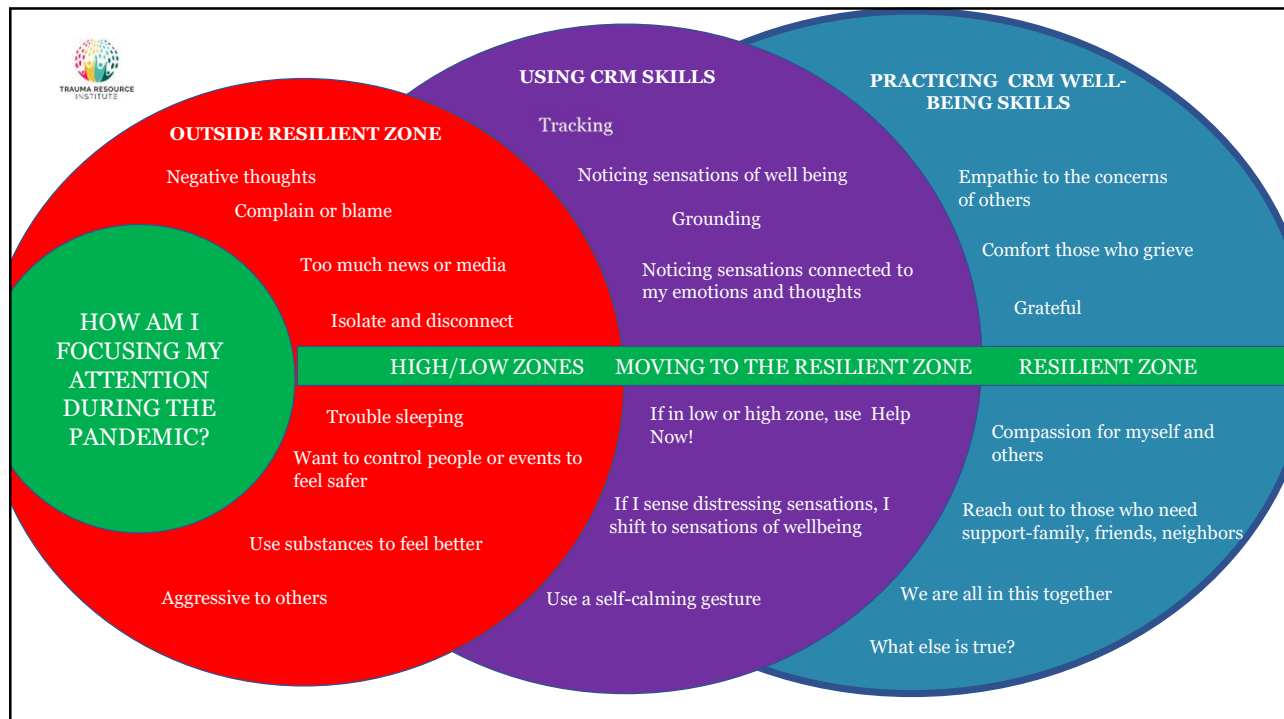 TRAUMA RESOURCE
INSTITUTE
HOW AM I
FOCUSING MY
ATTENTION
DURING THE
PANDEMIC?
OUTSIDE RESILIENT ZONE
Negative thoughts
Complain or blame
Too much news or media
Isolate and disconnect
HIGH/LOW ZONES
Trouble sleeping
Want to control people or events to
feel safer
Use substances to feel better
Aggressive to others
USING CRM SKILLS
Tracking
Noticing sensations of well being
Grounding
Noticing sensations connected to
my emotions and thoughts
MOVING TO THE RESILIENT ZONE
If in low or high zone, use Help
Now!
If I sense distressing sensations, I
shift to sensations of wellbeing
Use a self-calming gesture
PRACTICING CRM WELL-
BEING SKILLS
Empathic to the concerns
of others
Comfort those who grieve
Grateful
RESILIENT ZONE
Compassion for myself and
others
Reach out to those who need
support-family, friends, neighbors
We are all in this together
What else is true?